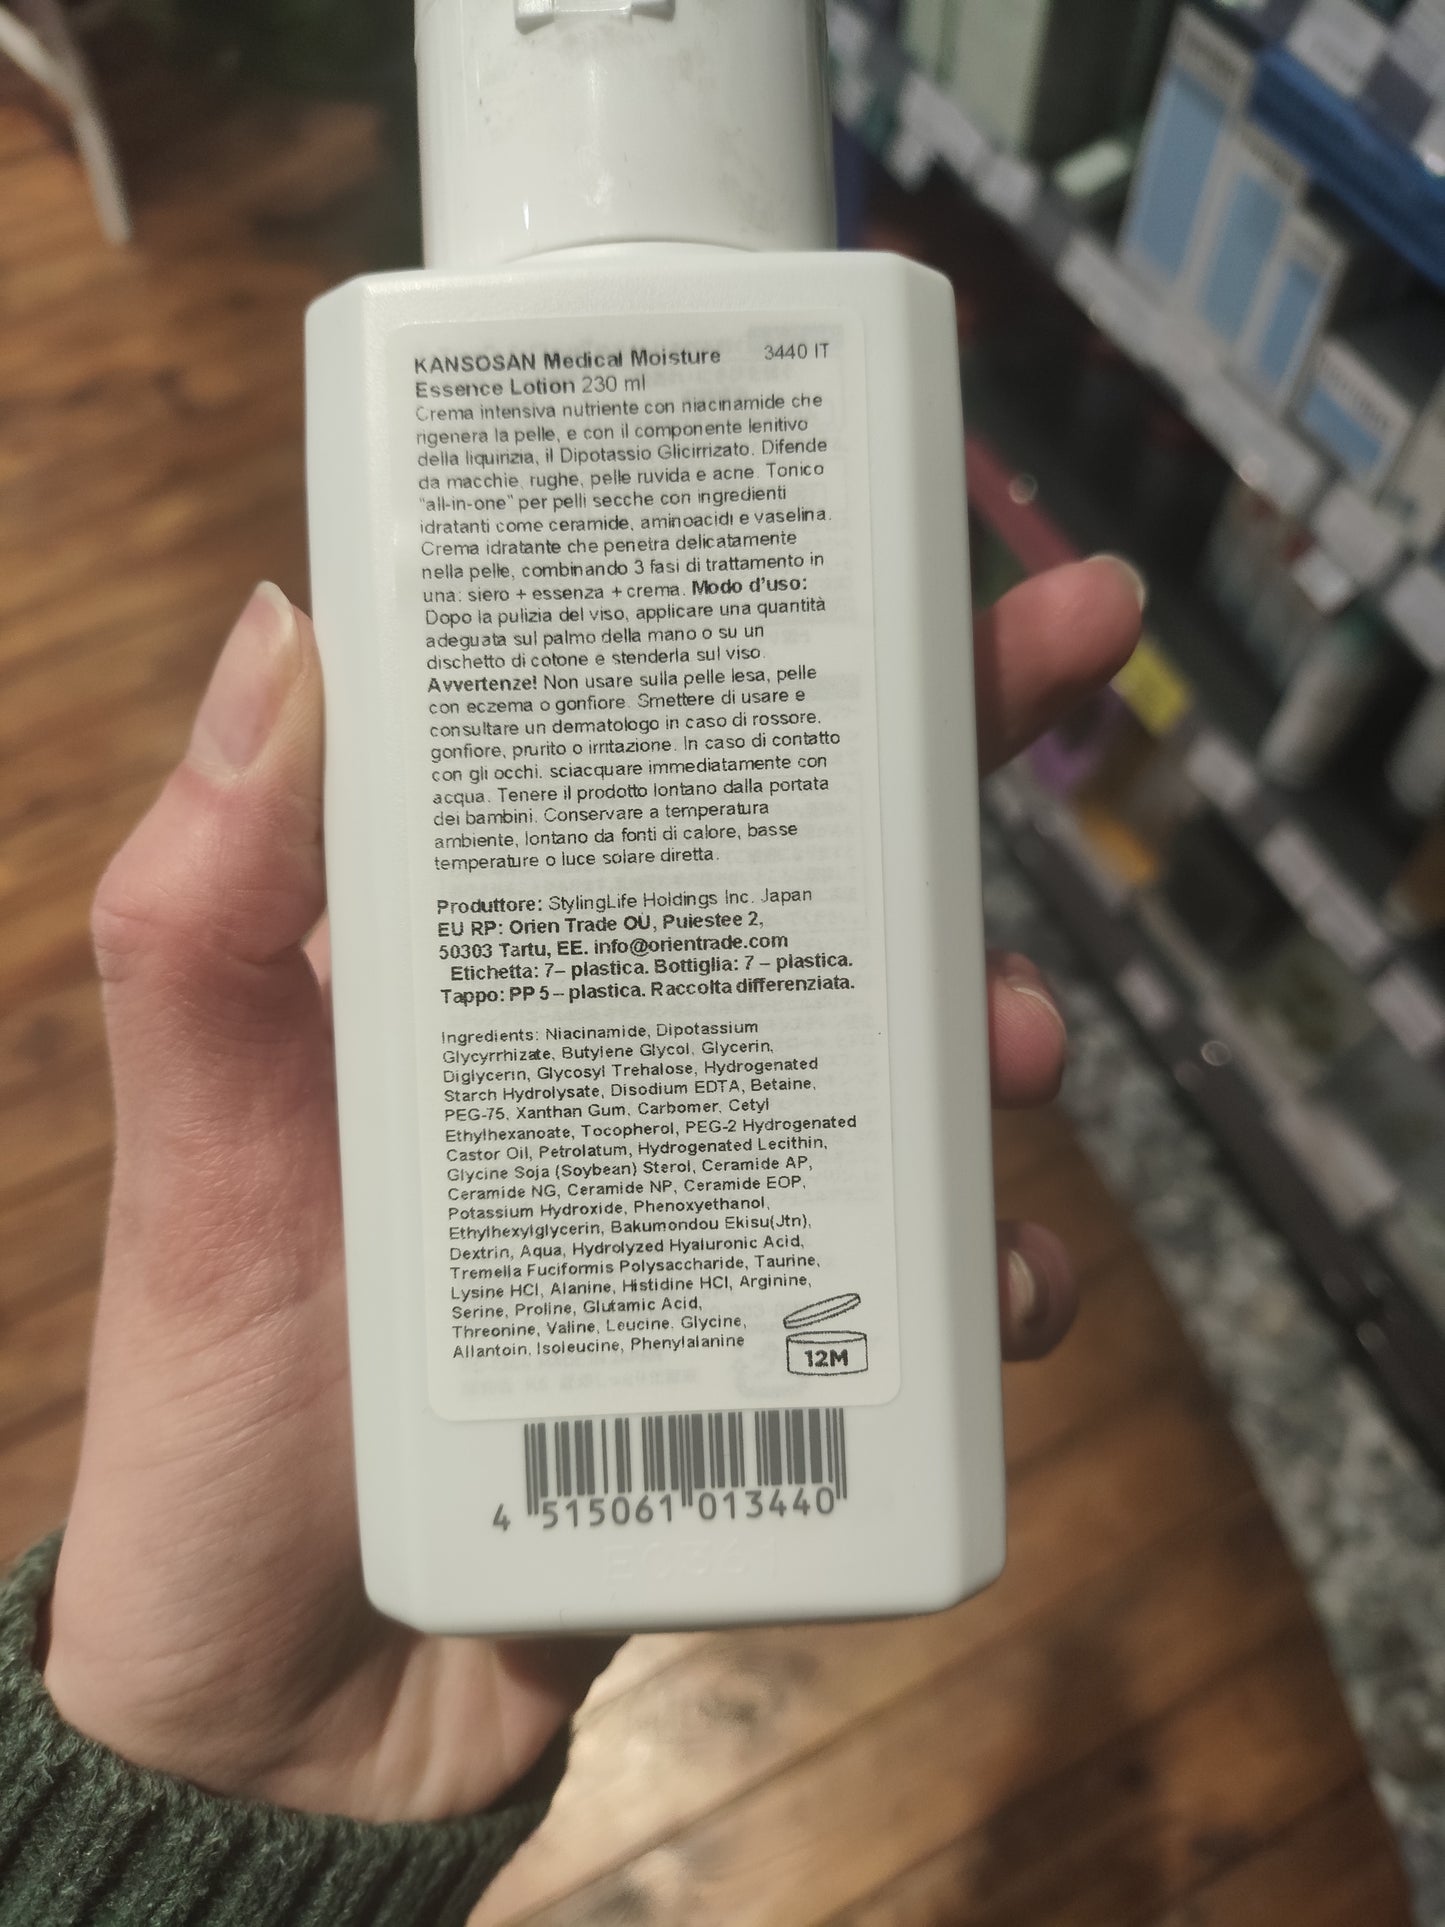 KANSOSAN Medical Moisture 3440 IT
Essence Lotion 230 ml
Crema intensiva nutriente con niacinamide che
rigenera la pelle, e con il componente lenitivo
della liquirizia, il Dipotassio Glicirrizato. Difende
da macchie, rughe, pelle ruvida e acne. Tonico
"all-in-one" per pelli secche con ingredienti
idratanti come ceramide, aminoacidi e vaselina.
Crema idratante che penetra delicatamente
nella pelle, combinando 3 fasi di trattamento in
una: siero + essenza + crema. Modo d'uso:
Dopo la pulizia del viso, applicare una quantità
adeguata sul palmo della mano o su un
dischetto di cotone e stenderla sul viso.
Avvertenze! Non usare sulla pelle lesa, pelle
con eczema o gonfiore. Smettere di usare e
consultare un dermatologo in caso di rossore,
gonfiore, prurito o irritazione. In caso di contatto
con gli occhi, sciacquare immediatamente con
acqua. Tenere il prodotto lontano dalla portata
dei bambini. Conservare a temperatura
ambiente, lontano da fonti di calore, basse
temperature o luce solare diretta.
Produttore: StylingLife Holdings Inc. Japan
EU RP: Orien Trade OÜ, Puiestee 2,
50303 Tartu, EE. info@orientrade.com
Etichetta: 7– plastica. Bottiglia: 7 – plastica.
Tappo: PP 5 – plastica. Raccolta differenziata.
Ingredients: Niacinamide, Dipotassium
Glycyrrhizate, Butylene Glycol, Glycerin,
Diglycerin, Glycosyl Trehalose, Hydrogenated
Starch Hydrolysate, Disodium EDTA, Betaine,
PEG-75, Xanthan Gum, Carbomer, Cetyl
Ethylhexanoate, Tocopherol, PEG-2 Hydrogenated
Castor Oil, Petrolatum, Hydrogenated Lecithin,
Glycine Soja (Soybean) Sterol, Ceramide AP,
Ceramide NG, Ceramide NP, Ceramide EOP,
Potassium Hydroxide, Phenoxyethanol,
Ethylhexylglycerin, Bakumondou Ekisu(Jtn),
Dextrin, Aqua, Hydrolyzed Hyaluronic Acid,
Tremella Fuciformis Polysaccharide, Taurine,
Lysine HCl, Alanine, Histidine HCl, Arginine,
Serine, Proline, Glutamic Acid,
Threonine, Valine, Leucine, Glycine,
Allantoin, Isoleucine, Phenylalanine
12M
4 515061 013440